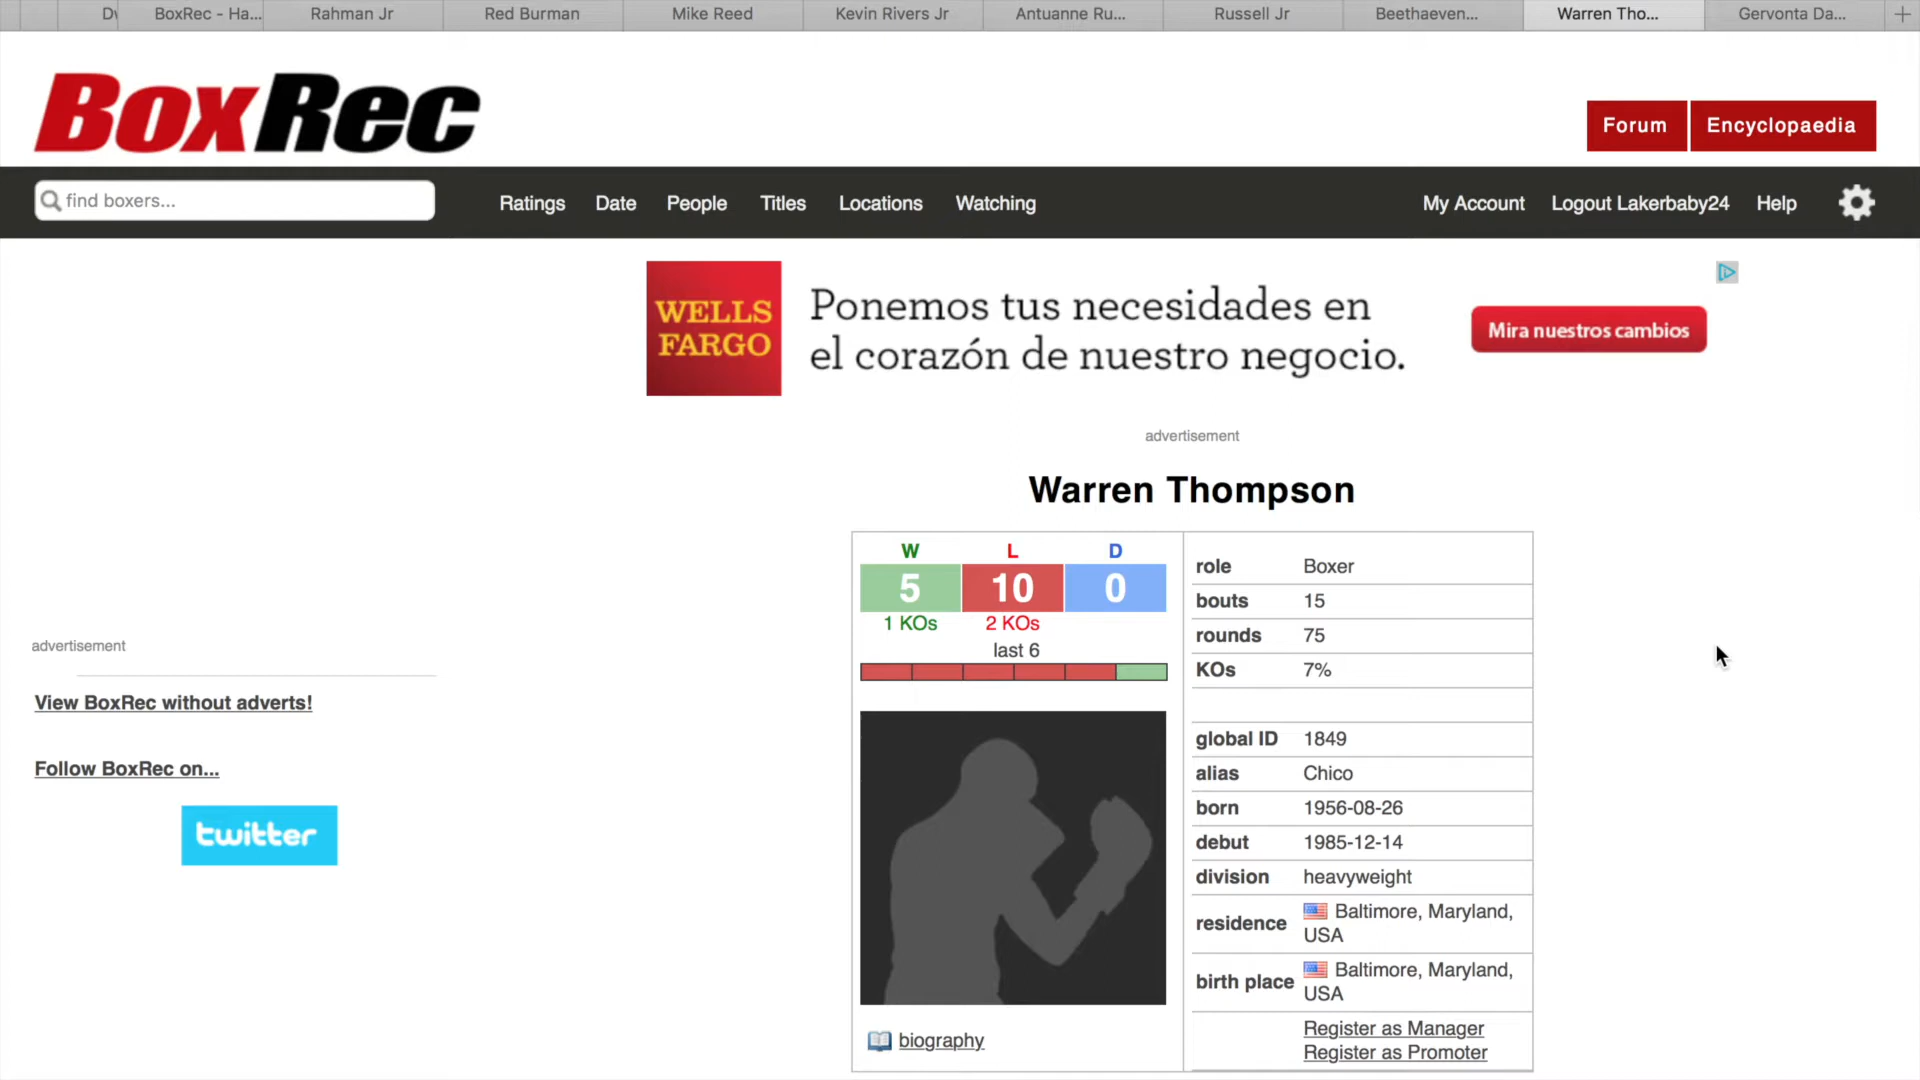 BoxRec - Ha...
Rahman Jr
Red Burman
Mike Reed
Kevin Rivers Jr
Antuanne Ru...
Russell Jr
Beethaeven...
Warren Tho...
Gervonta Da...
BoxRec
Forum
Encyclopaedia
find boxers...
Ratings
Date
People
Titles
Locations
Watching
My Account
Logout Lakerbaby24
Help
WELLS
FARGO
Ponemos tus necesidades en
el corazón de nuestro negocio.
Mira nuestros cambios
advertisement
Warren Thompson
W L D
5 10 0
1 KOs 2 KOs
last 6
biography
role Boxer
bouts 15
rounds 75
KOs 7%
global ID 1849
alias Chico
born 1956-08-26
debut 1985-12-14
division heavyweight
residence Baltimore, Maryland,
USA
birth place Baltimore, Maryland,
USA
Register as Manager
Register as Promoter
advertisement
View BoxRec without adverts!
Follow BoxRec on...
twitter